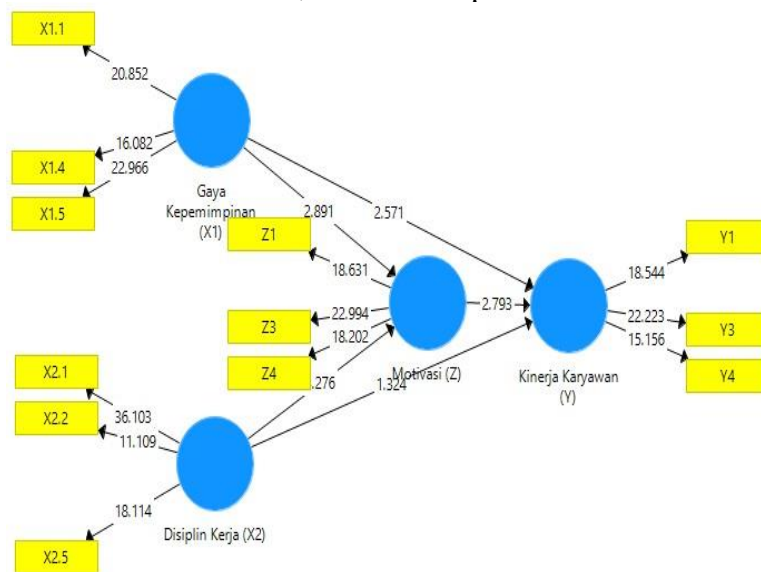 X1.1
20.852
16.082
X1.4
22.966
X1.5
Gaya
Kepemimpinan
(X1)
2.891
2.571
Z1
18.631
Y1
18.544
22.994
Z3
2.793
22.223
Y3
18.202
15.156
Z4
Motivasi (Z)
Kinerja Karyawan
(Y)
Y4
X2.1
.276
1.324
36.103
X2.2
11.109
18.114
Disiplin Kerja (X2)
X2.5